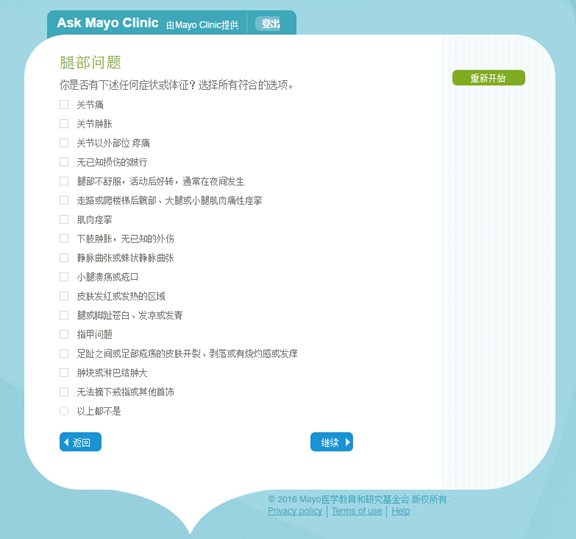 Ask Mayo Clinic 由Mayo Clinic提供 登出
腿部问题
重新开始
你是否有下述任何症状或体征？选择所有符合的选项。
关节痛
关节肿胀
关节以外部位 疼痛
无已知损伤的跛行
腿部不舒服，活动后好转，通常在夜间发生
走路或爬楼梯后髋部、大腿或小腿肌肉痛性痉挛
肌肉痉挛
下肢肿胀，无已知的外伤
静脉曲张或蛛状静脉曲张
小腿溃疡或疮口
皮肤发红或发热的区域
腿或脚趾苍白、发凉或发青
指甲问题
足趾之间或足部疮疡的皮肤开裂、剥落或有烧灼感或发痒
肿块或淋巴结肿大
无法摘下戒指或其他首饰
以上都不是
返回 继续
© 2016 Mayo医学教育和研究基金会.版权所有.
Privacy policy | Terms of use | Help